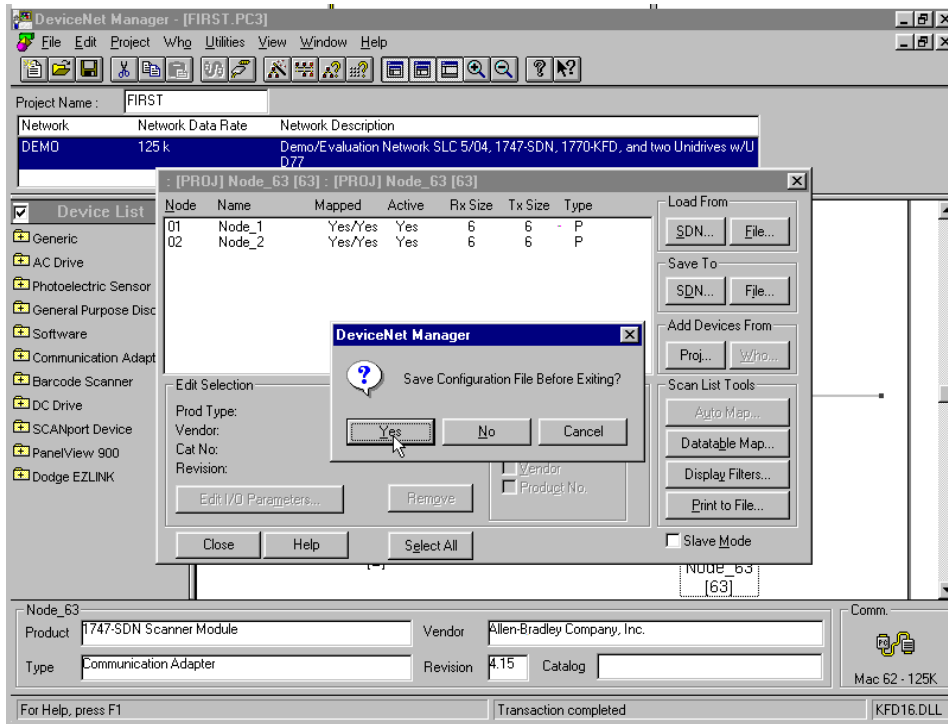 DeviceNet Manager - [FIRST.PC3]
File Edit Project Who Utilities View Window Help
Project Name : FIRST
Network Network Data Rate Network Description
DEMO 125 k Demo/Evaluation Network SLC 5/04, 1747-SDN, 1770-KFD, and two Unidrives w/U
D77
: [PROJ] Node_63 [63] : [PROJ] Node_63 [63]
Device List
Generic
AC Drive
Photoelectric Sensor
General Purpose Disc
Software
Communication Adapt
Barcode Scanner
DC Drive
SCANport Device
PanelView 900
Dodge EZLINK
Node Name Mapped Active Rx Size Tx Size Type
01 Node_1 Yes/Yes Yes 6 6 - P
02 Node_2 Yes/Yes Yes 6 6 P
Load From
SDN... File...
Save To
SDN... File...
Add Devices From
Proj... Who...
Scan List Tools
Auto Map...
Datatable Map...
Display Filters...
Print to File...
Slave Mode
DeviceNet Manager
Save Configuration File Before Exiting?
Yes No Cancel
Edit Selection
Prod Type:
Vendor:
Cat No:
Revision:
Vendor
Product No.
Edit I/O Parameters... Remove
Close Help Select All
Node_63
[63]
Node_63
Product 1747-SDN Scanner Module Vendor Allen-Bradley Company, Inc.
Type Communication Adapter Revision 4.15 Catalog
Comm.
Mac 62 - 125K
For Help, press F1 Transaction completed KFD16.DLL